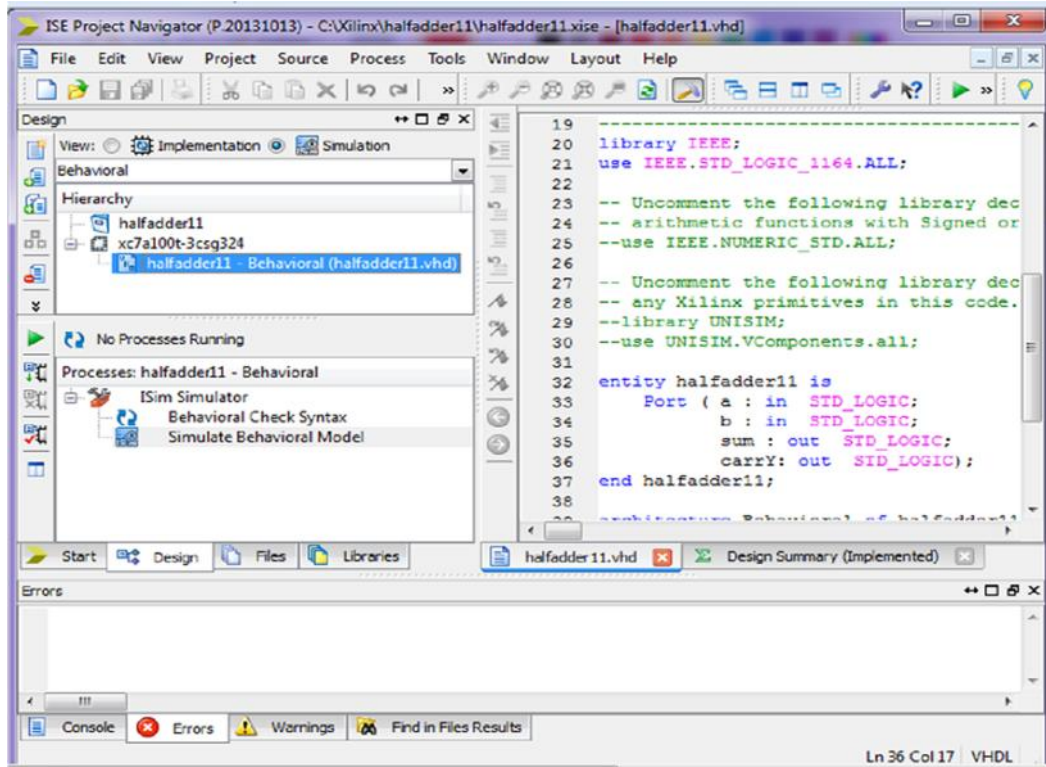 ISE Project Navigator (P.20131013) - C:\Xilinx\halfadder11\halfadder11.xise - [halfadder11.vhd]
File Edit View Project Source Process Tools Window Layout Help
Design
View: Implementation Simulation
Behavioral
Hierarchy
halfadder11
xc7a100t-3csg324
halfadder11 - Behavioral (halfadder11.vhd)
No Processes Running
Processes: halfadder11 - Behavioral
ISim Simulator
Behavioral Check Syntax
Simulate Behavioral Model
Start Design Files Libraries
19 ----------------------------------------
20 library IEEE;
21 use IEEE.STD_LOGIC_1164.ALL;
22
23 -- Uncomment the following library dec
24 -- arithmetic functions with Signed or
25 --use IEEE.NUMERIC_STD.ALL;
26
27 -- Uncomment the following library dec
28 -- any Xilinx primitives in this code.
29 --library UNISIM;
30 --use UNISIM.VComponents.all;
31
32 entity halfadder11 is
33 Port ( a : in STD_LOGIC;
34 b : in STD_LOGIC;
35 sum : out STD_LOGIC;
36 carrY: out STD_LOGIC);
37 end halfadder11;
38
39 architecture Behavioral of halfadder11
halfadder11.vhd Design Summary (Implemented)
Errors
Console Errors Warnings Find in Files Results
Ln 36 Col 17 VHDL